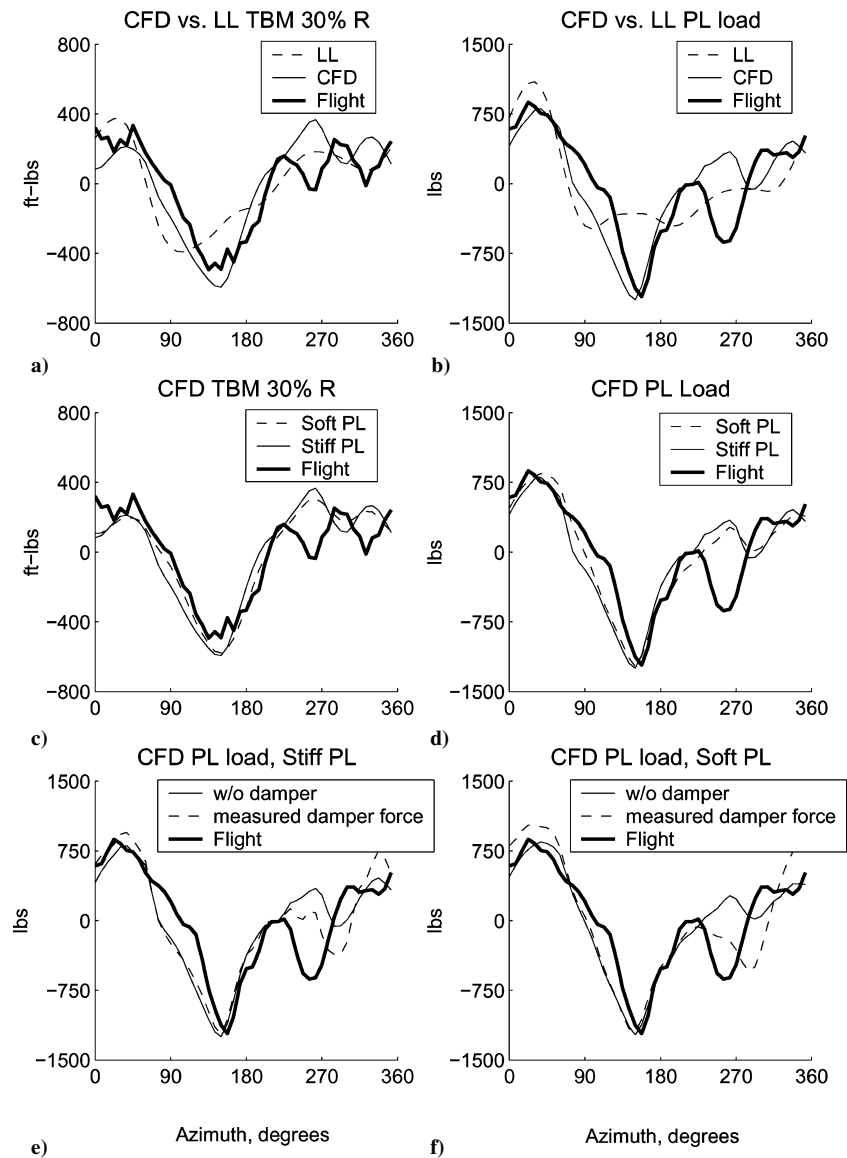 CFD vs. LL TBM 30% R
800
400
0
−400
−800
ft−lbs
LL
CFD
Flight
0 90 180 270 360
a)
CFD vs. LL PL load
1500
750
0
−750
−1500
lbs
LL
CFD
Flight
0 90 180 270 360
b)
CFD TBM 30% R
800
400
0
−400
−800
ft−lbs
Soft PL
Stiff PL
Flight
0 90 180 270 360
c)
CFD PL Load
1500
750
0
−750
−1500
lbs
Soft PL
Stiff PL
Flight
0 90 180 270 360
d)
CFD PL load, Stiff PL
1500
750
0
−750
−1500
lbs
w/o damper
measured damper force
Flight
0 90 180 270 360
Azimuth, degrees
e)
CFD PL load, Soft PL
1500
750
0
−750
−1500
lbs
w/o damper
measured damper force
Flight
0 90 180 270 360
Azimuth, degrees
f)